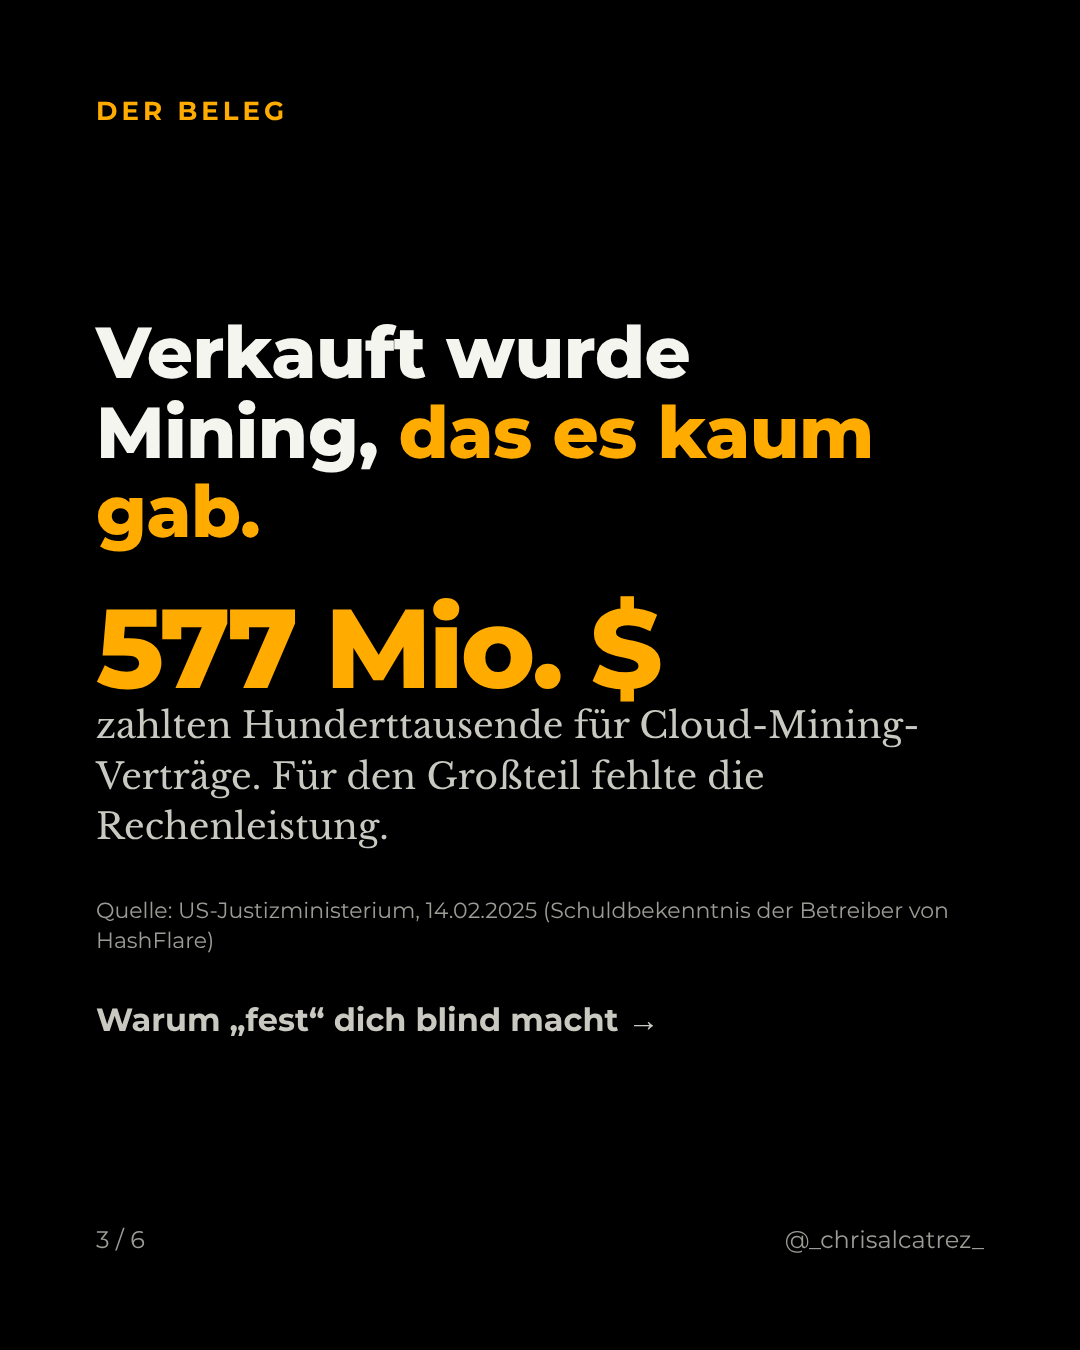 DER BELEG
Verkauft wurde
Mining, das es kaum
gab.
577 Mio. $
zahlten Hunderttausende für Cloud-Mining-
Verträge. Für den Großteil fehlte die
Rechenleistung.
Quelle: US-Justizministerium, 14.02.2025 (Schuldbekenntnis der Betreiber von
HashFlare)
Warum „fest“ dich blind macht →
3 / 6
@_chrisalcatrez_